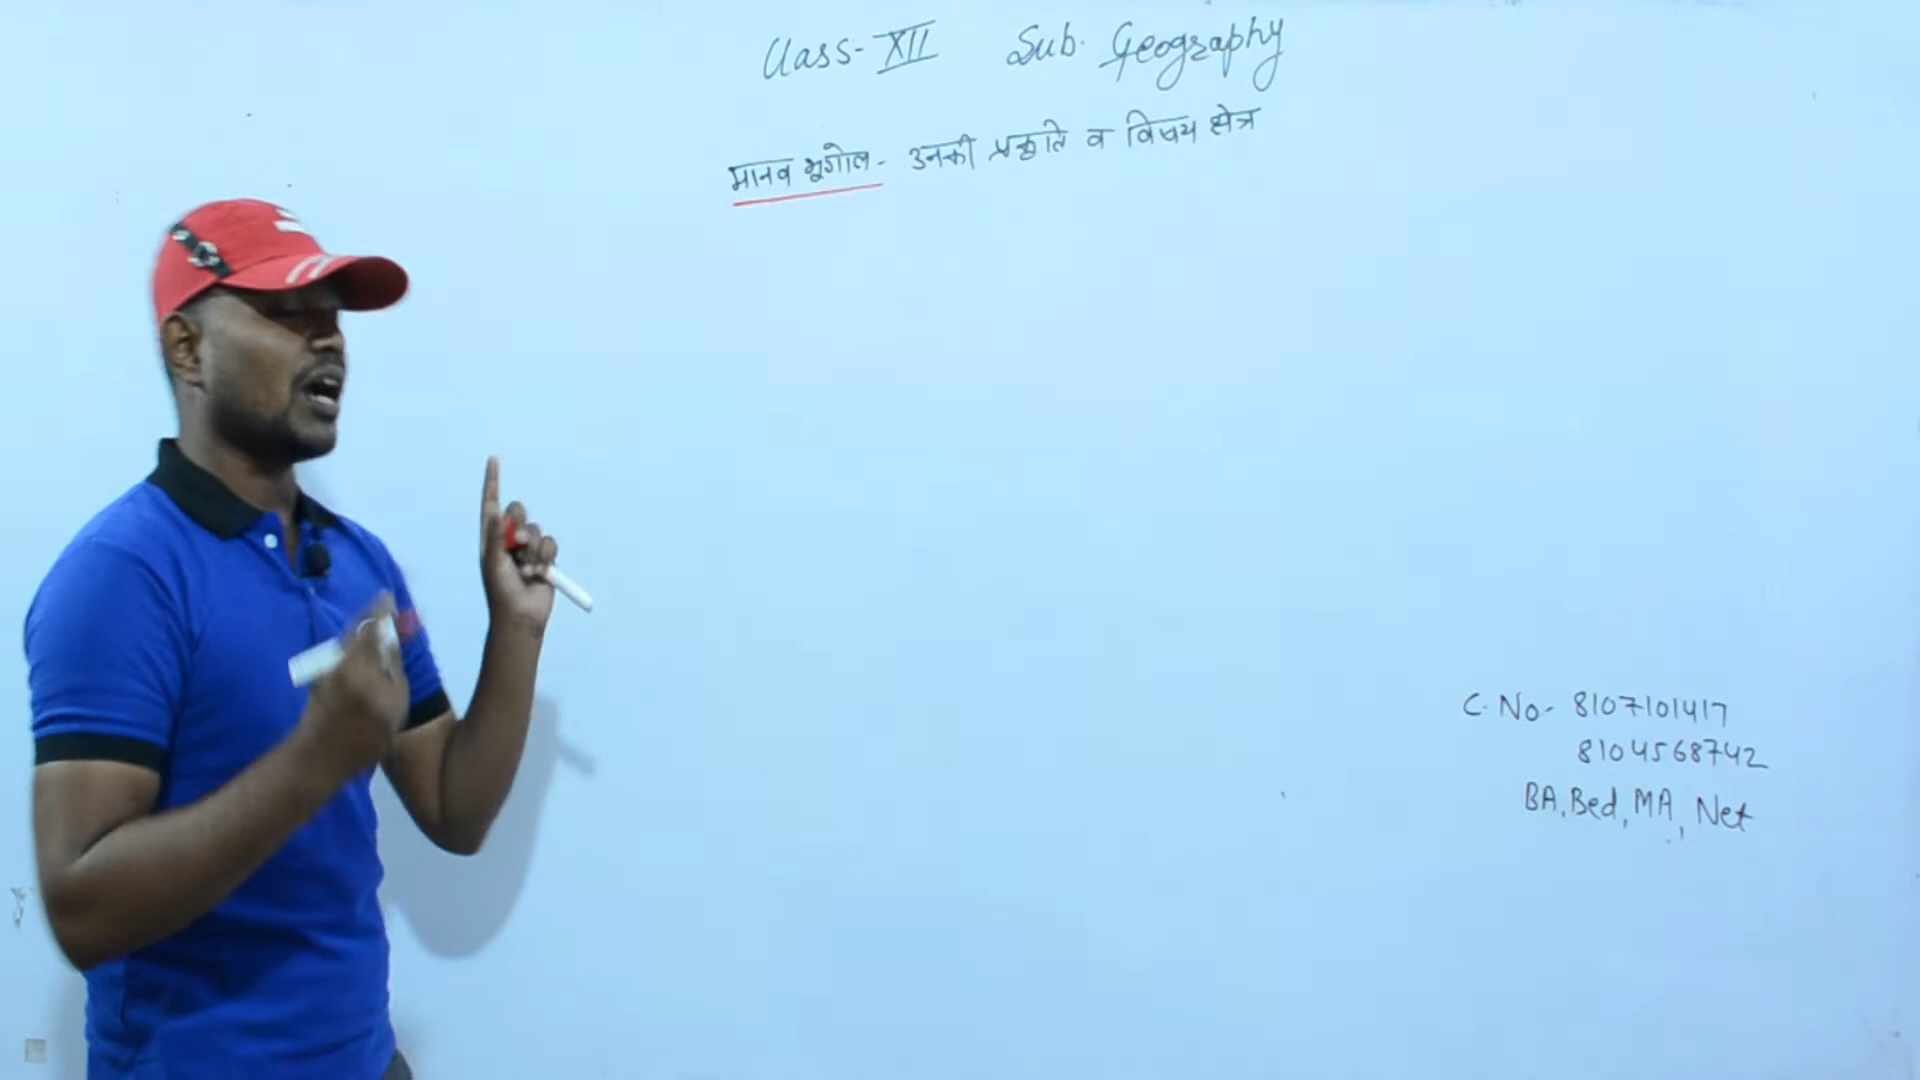 Class-XII Sub. Geography
मानव भूगोल - उनकी प्रकृति व विषय क्षेत्र
C. No- 8107101417
8104568742
BA, Bed, MA, Net